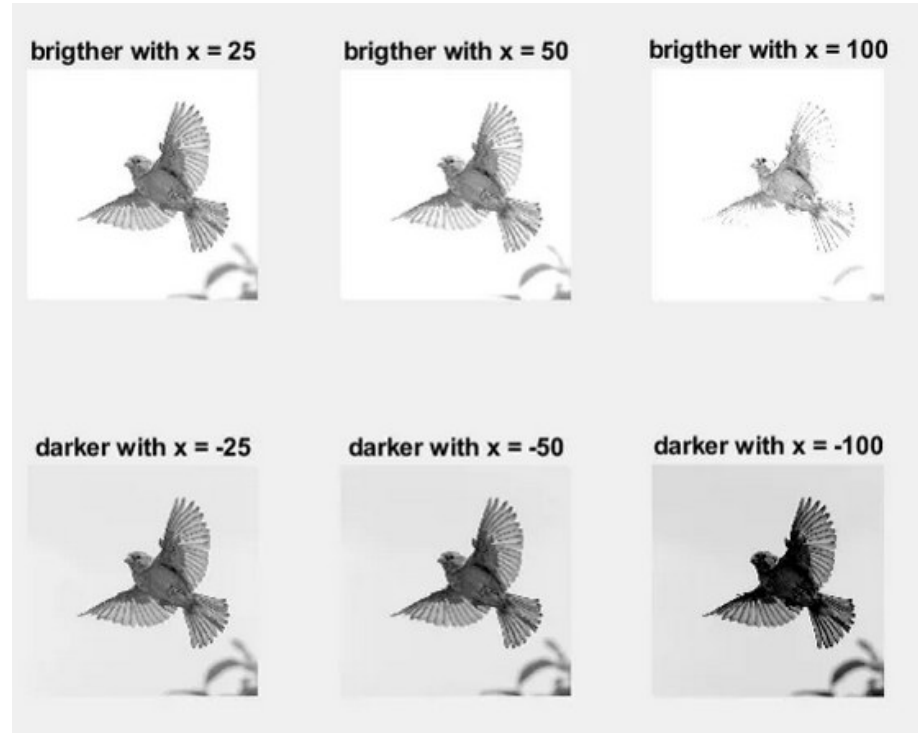 brigther with x = 25
brigther with x = 50
brigther with x = 100
darker with x = -25
darker with x = -50
darker with x = -100